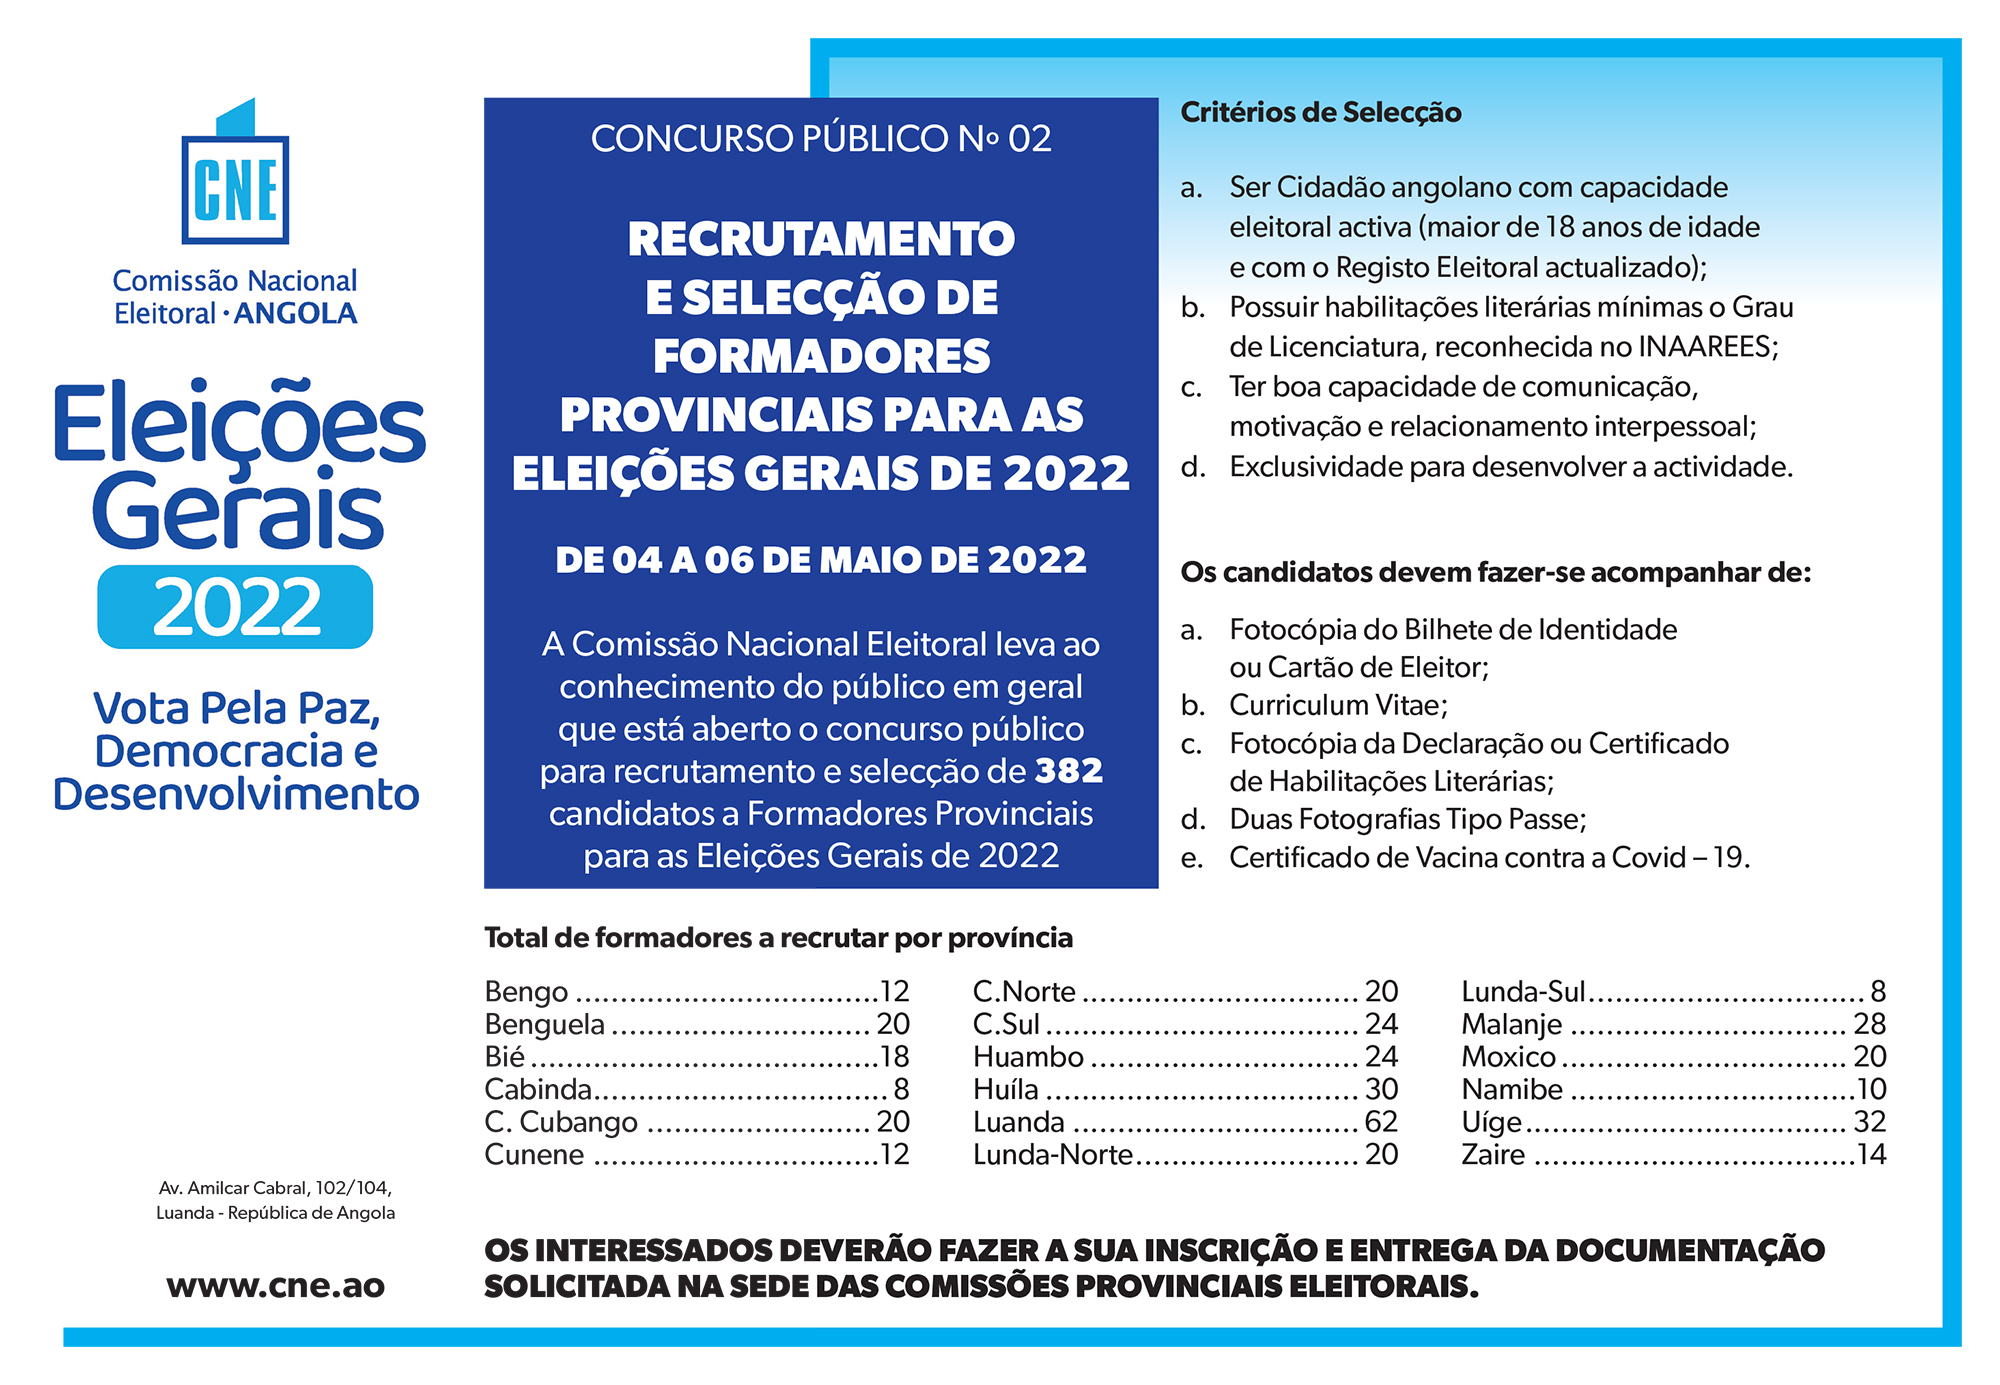 CNE
Comissão Nacional
Eleitoral · ANGOLA
Eleições
Gerais
2022
Vota Pela Paz,
Democracia e
Desenvolvimento
Av. Amilcar Cabral, 102/104,
Luanda - República de Angola
www.cne.ao
CONCURSO PÚBLICO Nº 02
RECRUTAMENTO
E SELECÇÃO DE
FORMADORES
PROVINCIAIS PARA AS
ELEIÇÕES GERAIS DE 2022
DE 04 A 06 DE MAIO DE 2022
A Comissão Nacional Eleitoral leva ao
conhecimento do público em geral
que está aberto o concurso público
para recrutamento e selecção de 382
candidatos a Formadores Provinciais
para as Eleições Gerais de 2022
Critérios de Selecção
a. Ser Cidadão angolano com capacidade
eleitoral activa (maior de 18 anos de idade
e com o Registo Eleitoral actualizado);
b. Possuir habilitações literárias mínimas o Grau
de Licenciatura, reconhecida no INAAREES;
c. Ter boa capacidade de comunicação,
motivação e relacionamento interpessoal;
d. Exclusividade para desenvolver a actividade.
Os candidatos devem fazer-se acompanhar de:
a. Fotocópia do Bilhete de Identidade
ou Cartão de Eleitor;
b. Curriculum Vitae;
c. Fotocópia da Declaração ou Certificado
de Habilitações Literárias;
d. Duas Fotografias Tipo Passe;
e. Certificado de Vacina contra a Covid – 19.
Total de formadores a recrutar por província
Bengo ..................................12
Benguela ............................. 20
Bié .......................................18
Cabinda................................. 8
C. Cubango ......................... 20
Cunene ................................12
C.Norte ............................... 20
C.Sul ................................... 24
Huambo .............................. 24
Huíla ................................... 30
Luanda ................................ 62
Lunda-Norte......................... 20
Lunda-Sul............................... 8
Malanje ............................... 28
Moxico ................................ 20
Namibe ................................10
Uíge.................................... 32
Zaire ....................................14
OS INTERESSADOS DEVERÃO FAZER A SUA INSCRIÇÃO E ENTREGA DA DOCUMENTAÇÃO
SOLICITADA NA SEDE DAS COMISSÕES PROVINCIAIS ELEITORAIS.